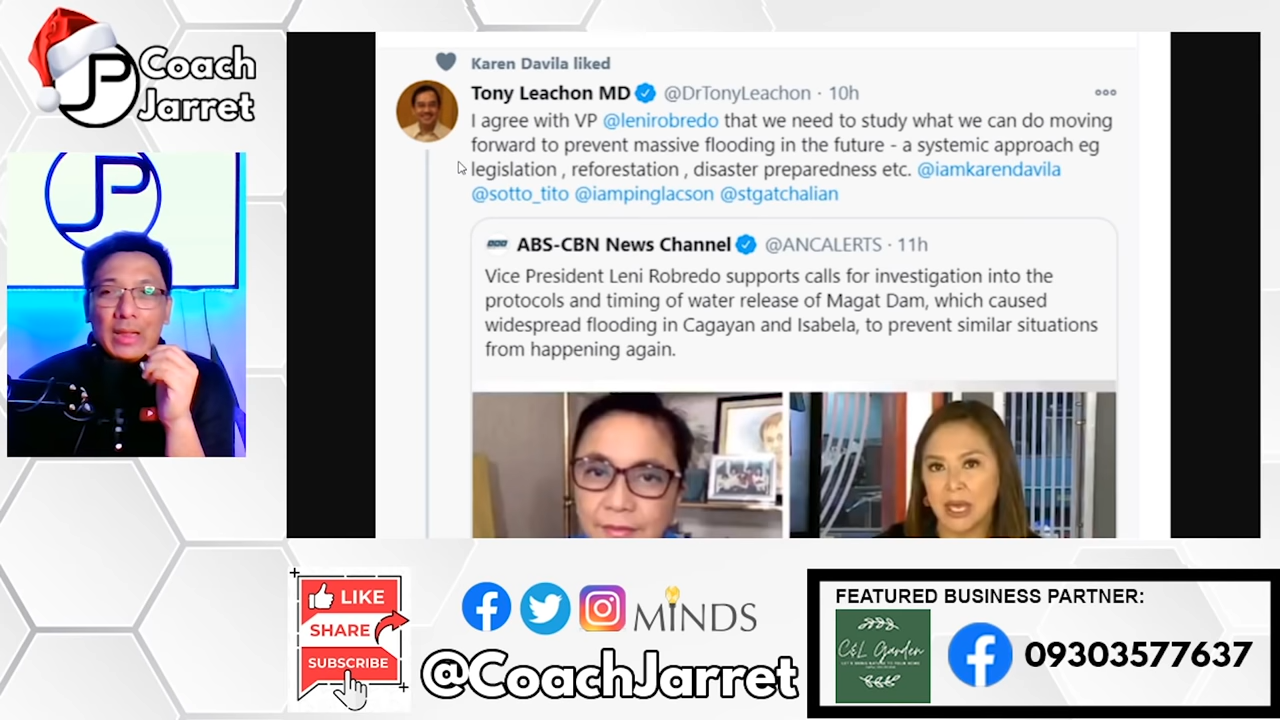 JP Coach
Jarret
JP
Karen Davila liked
Tony Leachon MD @DrTonyLeachon · 10h
I agree with VP @lenirobredo that we need to study what we can do moving
forward to prevent massive flooding in the future - a systemic approach eg
legislation , reforestation , disaster preparedness etc. @iamkarendavila
@sotto_tito @iampinglacson @stgatchalian
ABS-CBN News Channel @ANCALERTS · 11h
Vice President Leni Robredo supports calls for investigation into the
protocols and timing of water release of Magat Dam, which caused
widespread flooding in Cagayan and Isabela, to prevent similar situations
from happening again.
LIKE
SHARE
SUBSCRIBE
MINDS
@CoachJarret
FEATURED BUSINESS PARTNER:
C&L Garden
09303577637